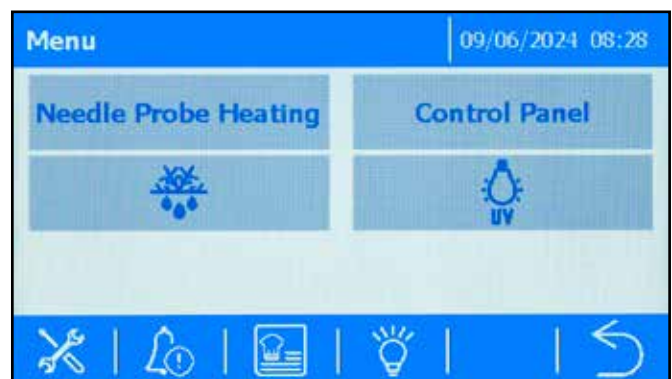 Menu
09/06/2024 08:28
Needle Probe Heating
Control Panel
UV